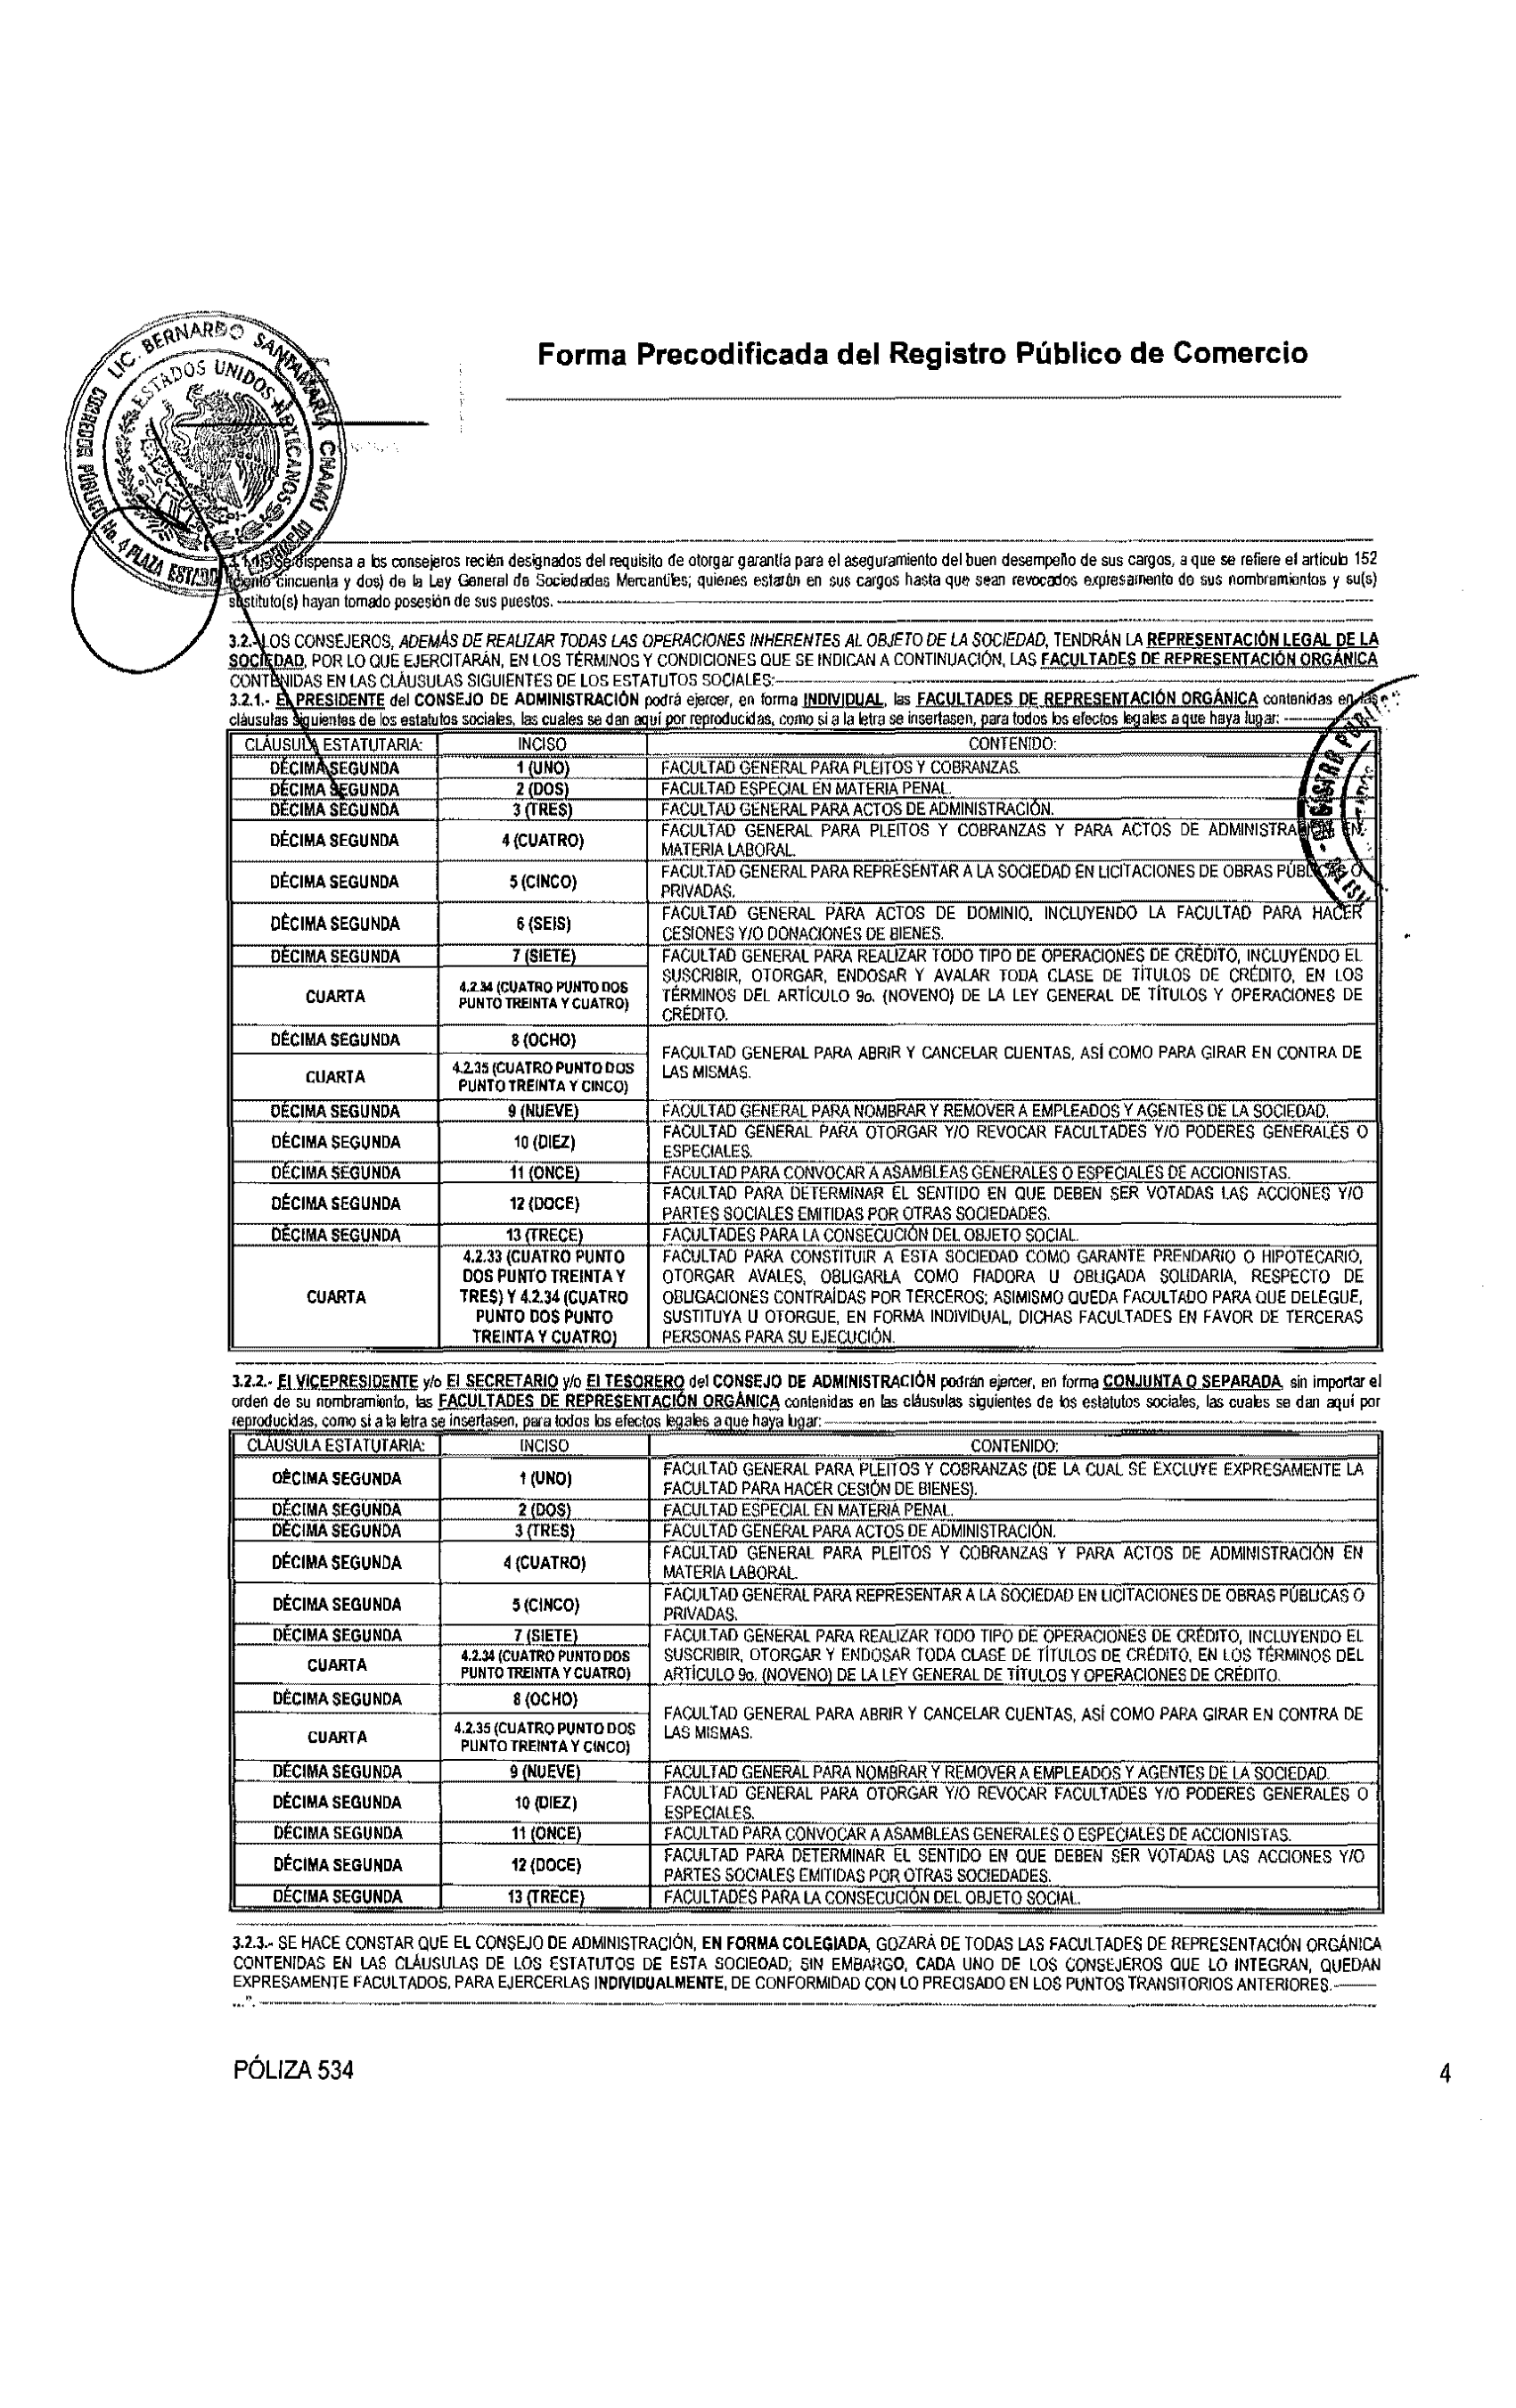 LIC. BERNARDO SANTAMARÍA CHAMÚ
CORREDOR PÚBLICO No. 4 PLAZA ESTADO
ESTADOS UNIDOS MEXICANOS
Forma Precodificada del Registro Público de Comercio
Se dispensa a los consejeros recién designados del requisito de otorgar garantía para el aseguramiento del buen desempeño de sus cargos, a que se refiere el artículo 152
(ciento cincuenta y dos) de la Ley General de Sociedades Mercantiles; quienes estarán en sus cargos hasta que sean revocados expresamente de sus nombramientos y su(s)
sustituto(s) hayan tomado posesión de sus puestos.
3.2.- LOS CONSEJEROS, ADEMÁS DE REALIZAR TODAS LAS OPERACIONES INHERENTES AL OBJETO DE LA SOCIEDAD, TENDRÁN LA REPRESENTACIÓN LEGAL DE LA
SOCIEDAD, POR LO QUE EJERCITARÁN, EN LOS TÉRMINOS Y CONDICIONES QUE SE INDICAN A CONTINUACIÓN, LAS FACULTADES DE REPRESENTACIÓN ORGÁNICA
CONTENIDAS EN LAS CLÁUSULAS SIGUIENTES DE LOS ESTATUTOS SOCIALES:
3.2.1.- El PRESIDENTE del CONSEJO DE ADMINISTRACIÓN podrá ejercer, en forma INDIVIDUAL, las FACULTADES DE REPRESENTACIÓN ORGÁNICA contenidas en las
cláusulas siguientes de los estatutos sociales, las cuales se dan aquí por reproducidas, como si a la letra se insertasen, para todos los efectos legales a que haya lugar:
REGISTRO PÚBLI
CLÁUSULA ESTATUTARIA: INCISO CONTENIDO:
DÉCIMA SEGUNDA 1 (UNO) FACULTAD GENERAL PARA PLEITOS Y COBRANZAS.
DÉCIMA SEGUNDA 2 (DOS) FACULTAD ESPECIAL EN MATERIA PENAL.
DÉCIMA SEGUNDA 3 (TRES) FACULTAD GENERAL PARA ACTOS DE ADMINISTRACIÓN.
DÉCIMA SEGUNDA 4 (CUATRO) FACULTAD GENERAL PARA PLEITOS Y COBRANZAS Y PARA ACTOS DE ADMINISTRACIÓN EN
MATERIA LABORAL.
DÉCIMA SEGUNDA 5 (CINCO) FACULTAD GENERAL PARA REPRESENTAR A LA SOCIEDAD EN LICITACIONES DE OBRAS PÚBLICAS O
PRIVADAS.
DÉCIMA SEGUNDA 6 (SEIS) FACULTAD GENERAL PARA ACTOS DE DOMINIO, INCLUYENDO LA FACULTAD PARA HACER
CESIONES Y/O DONACIONES DE BIENES.
DÉCIMA SEGUNDA 7 (SIETE) FACULTAD GENERAL PARA REALIZAR TODO TIPO DE OPERACIONES DE CRÉDITO, INCLUYENDO EL
SUSCRIBIR, OTORGAR, ENDOSAR Y AVALAR TODA CLASE DE TÍTULOS DE CRÉDITO, EN LOS
CUARTA 4.2.34 (CUATRO PUNTO DOS
PUNTO TREINTA Y CUATRO) TÉRMINOS DEL ARTÍCULO 9o. (NOVENO) DE LA LEY GENERAL DE TÍTULOS Y OPERACIONES DE
CRÉDITO.
DÉCIMA SEGUNDA 8 (OCHO)
FACULTAD GENERAL PARA ABRIR Y CANCELAR CUENTAS, ASÍ COMO PARA GIRAR EN CONTRA DE
CUARTA 4.2.35 (CUATRO PUNTO DOS LAS MISMAS.
PUNTO TREINTA Y CINCO)
DÉCIMA SEGUNDA 9 (NUEVE) FACULTAD GENERAL PARA NOMBRAR Y REMOVER A EMPLEADOS Y AGENTES DE LA SOCIEDAD.
DÉCIMA SEGUNDA 10 (DIEZ) FACULTAD GENERAL PARA OTORGAR Y/O REVOCAR FACULTADES Y/O PODERES GENERALES O
ESPECIALES.
DÉCIMA SEGUNDA 11 (ONCE) FACULTAD PARA CONVOCAR A ASAMBLEAS GENERALES O ESPECIALES DE ACCIONISTAS.
DÉCIMA SEGUNDA 12 (DOCE) FACULTAD PARA DETERMINAR EL SENTIDO EN QUE DEBEN SER VOTADAS LAS ACCIONES Y/O
PARTES SOCIALES EMITIDAS POR OTRAS SOCIEDADES.
DÉCIMA SEGUNDA 13 (TRECE) FACULTADES PARA LA CONSECUCIÓN DEL OBJETO SOCIAL.
4.2.33 (CUATRO PUNTO FACULTAD PARA CONSTITUIR A ESTA SOCIEDAD COMO GARANTE PRENDARIO O HIPOTECARIO,
DOS PUNTO TREINTA Y OTORGAR AVALES, OBLIGARLA COMO FIADORA U OBLIGADA SOLIDARIA, RESPECTO DE
CUARTA TRES) Y 4.2.34 (CUATRO OBLIGACIONES CONTRAÍDAS POR TERCEROS; ASIMISMO QUEDA FACULTADO PARA QUE DELEGUE,
PUNTO DOS PUNTO SUSTITUYA U OTORGUE, EN FORMA INDIVIDUAL, DICHAS FACULTADES EN FAVOR DE TERCERAS
TREINTA Y CUATRO) PERSONAS PARA SU EJECUCIÓN.
3.2.2.- El VICEPRESIDENTE y/o El SECRETARIO y/o El TESORERO del CONSEJO DE ADMINISTRACIÓN podrán ejercer, en forma CONJUNTA O SEPARADA, sin importar el
orden de su nombramiento, las FACULTADES DE REPRESENTACIÓN ORGÁNICA contenidas en las cláusulas siguientes de los estatutos sociales, las cuales se dan aquí por
reproducidas, como si a la letra se insertasen, para todos los efectos legales a que haya lugar:
CLÁUSULA ESTATUTARIA: INCISO CONTENIDO:
DÉCIMA SEGUNDA 1 (UNO) FACULTAD GENERAL PARA PLEITOS Y COBRANZAS (DE LA CUAL SE EXCLUYE EXPRESAMENTE LA
FACULTAD PARA HACER CESIÓN DE BIENES).
DÉCIMA SEGUNDA 2 (DOS) FACULTAD ESPECIAL EN MATERIA PENAL.
DÉCIMA SEGUNDA 3 (TRES) FACULTAD GENERAL PARA ACTOS DE ADMINISTRACIÓN.
DÉCIMA SEGUNDA 4 (CUATRO) FACULTAD GENERAL PARA PLEITOS Y COBRANZAS Y PARA ACTOS DE ADMINISTRACIÓN EN
MATERIA LABORAL.
DÉCIMA SEGUNDA 5 (CINCO) FACULTAD GENERAL PARA REPRESENTAR A LA SOCIEDAD EN LICITACIONES DE OBRAS PÚBLICAS O
PRIVADAS.
DÉCIMA SEGUNDA 7 (SIETE) FACULTAD GENERAL PARA REALIZAR TODO TIPO DE OPERACIONES DE CRÉDITO, INCLUYENDO EL
CUARTA 4.2.34 (CUATRO PUNTO DOS SUSCRIBIR, OTORGAR Y ENDOSAR TODA CLASE DE TÍTULOS DE CRÉDITO, EN LOS TÉRMINOS DEL
PUNTO TREINTA Y CUATRO) ARTÍCULO 9o. (NOVENO) DE LA LEY GENERAL DE TÍTULOS Y OPERACIONES DE CRÉDITO.
DÉCIMA SEGUNDA 8 (OCHO)
FACULTAD GENERAL PARA ABRIR Y CANCELAR CUENTAS, ASÍ COMO PARA GIRAR EN CONTRA DE
CUARTA 4.2.35 (CUATRO PUNTO DOS LAS MISMAS.
PUNTO TREINTA Y CINCO)
DÉCIMA SEGUNDA 9 (NUEVE) FACULTAD GENERAL PARA NOMBRAR Y REMOVER A EMPLEADOS Y AGENTES DE LA SOCIEDAD.
DÉCIMA SEGUNDA 10 (DIEZ) FACULTAD GENERAL PARA OTORGAR Y/O REVOCAR FACULTADES Y/O PODERES GENERALES O
ESPECIALES.
DÉCIMA SEGUNDA 11 (ONCE) FACULTAD PARA CONVOCAR A ASAMBLEAS GENERALES O ESPECIALES DE ACCIONISTAS.
DÉCIMA SEGUNDA 12 (DOCE) FACULTAD PARA DETERMINAR EL SENTIDO EN QUE DEBEN SER VOTADAS LAS ACCIONES Y/O
PARTES SOCIALES EMITIDAS POR OTRAS SOCIEDADES.
DÉCIMA SEGUNDA 13 (TRECE) FACULTADES PARA LA CONSECUCIÓN DEL OBJETO SOCIAL.
3.2.3.- SE HACE CONSTAR QUE EL CONSEJO DE ADMINISTRACIÓN, EN FORMA COLEGIADA, GOZARÁ DE TODAS LAS FACULTADES DE REPRESENTACIÓN ORGÁNICA
CONTENIDAS EN LAS CLÁUSULAS DE LOS ESTATUTOS DE ESTA SOCIEDAD; SIN EMBARGO, CADA UNO DE LOS CONSEJEROS QUE LO INTEGRAN, QUEDAN
EXPRESAMENTE FACULTADOS, PARA EJERCERLAS INDIVIDUALMENTE, DE CONFORMIDAD CON LO PRECISADO EN LOS PUNTOS TRANSITORIOS ANTERIORES.
...".
PÓLIZA 534 4